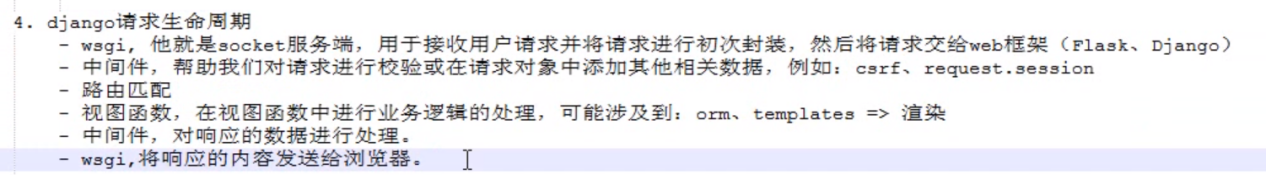 4. django请求生命周期
- wsgi, 他就是socket服务端，用于接收用户请求并将请求进行初次封装，然后将请求交给web框架（Flask、Django）
- 中间件，帮助我们对请求进行校验或在请求对象中添加其他相关数据，例如：csrf、request.session
- 路由匹配
- 视图函数，在视图函数中进行业务逻辑的处理，可能涉及到：orm、templates => 渲染
- 中间件，对响应的数据进行处理。
- wsgi,将响应的内容发送给浏览器。